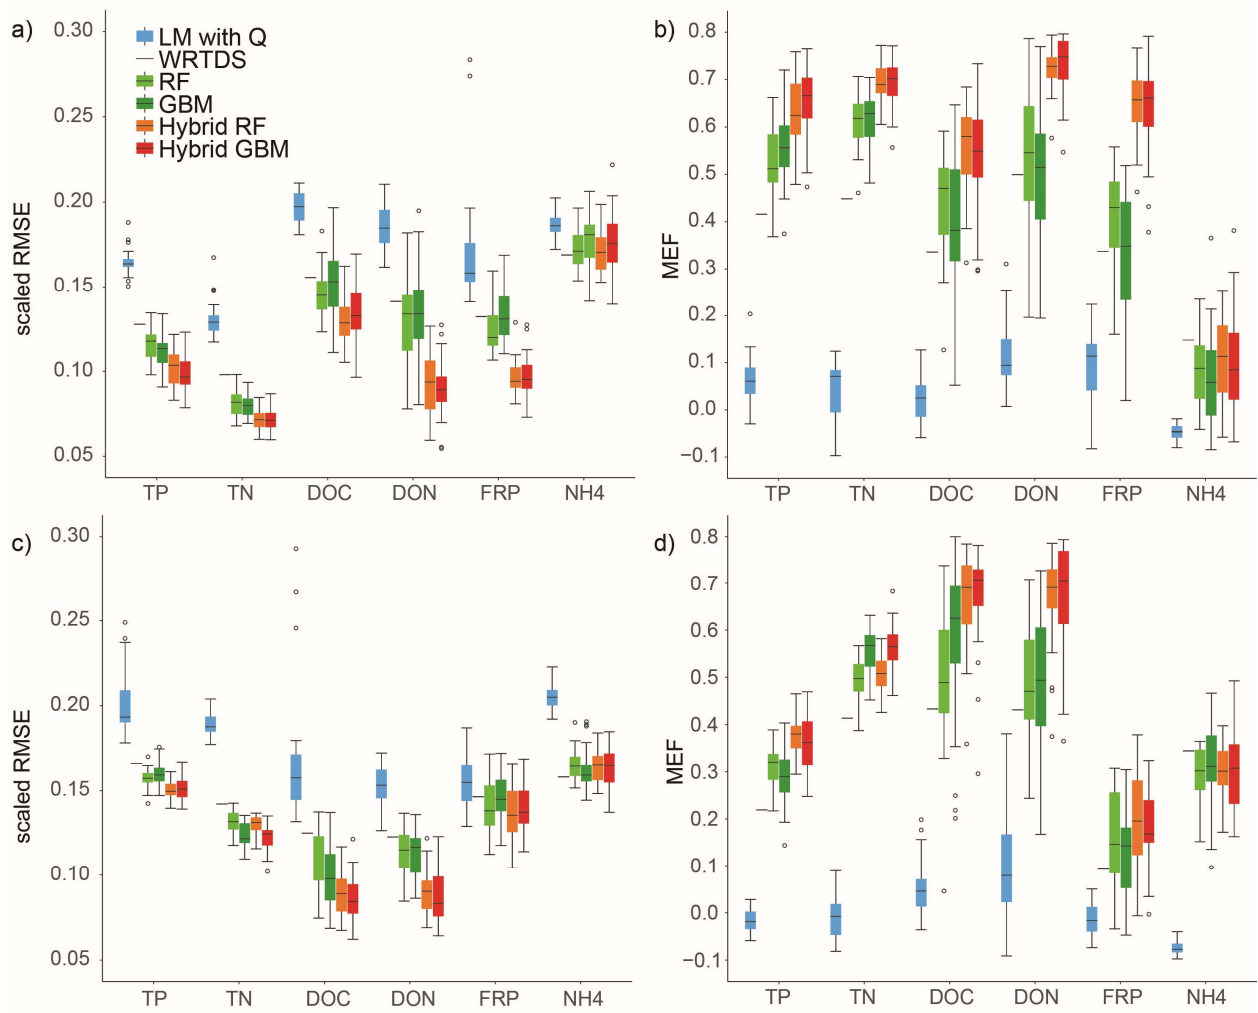 a)
scaled RMSE
0.30
0.25
0.20
0.15
0.10
0.05
LM with Q
WRTDS
RF
GBM
Hybrid RF
Hybrid GBM
TP TN DOC DON FRP NH4
b)
MEF
0.8
0.7
0.6
0.5
0.4
0.3
0.2
0.1
0.0
−0.1
TP TN DOC DON FRP NH4
c)
scaled RMSE
0.30
0.25
0.20
0.15
0.10
0.05
TP TN DOC DON FRP NH4
d)
MEF
0.8
0.7
0.6
0.5
0.4
0.3
0.2
0.1
0.0
−0.1
TP TN DOC DON FRP NH4